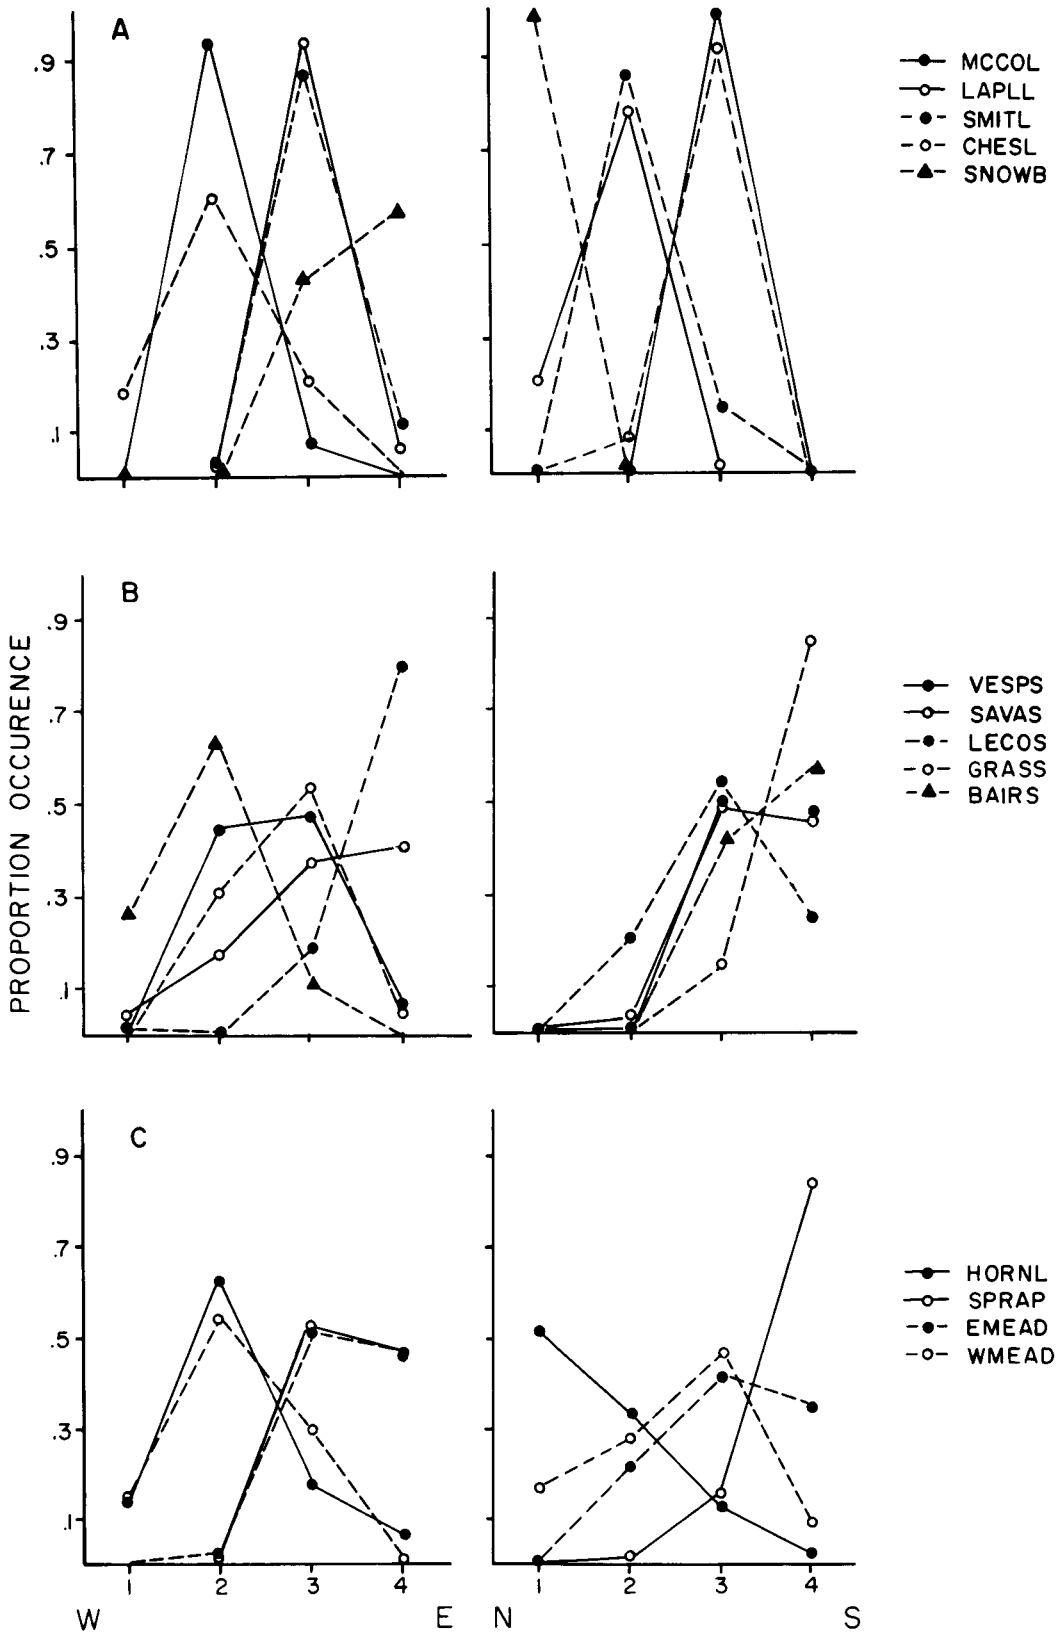 A
.9
.7
.5
.3
.1
MCCOL
LAPLL
SMITL
CHESL
SNOWB
PROPORTION OCCURENCE
B
.9
.7
.5
.3
.1
VESPS
SAVAS
LECOS
GRASS
BAIRS
C
.9
.7
.5
.3
.1
HORNL
SPRAP
EMEAD
WMEAD
1 2 3 4
1 2 3 4
W E N S